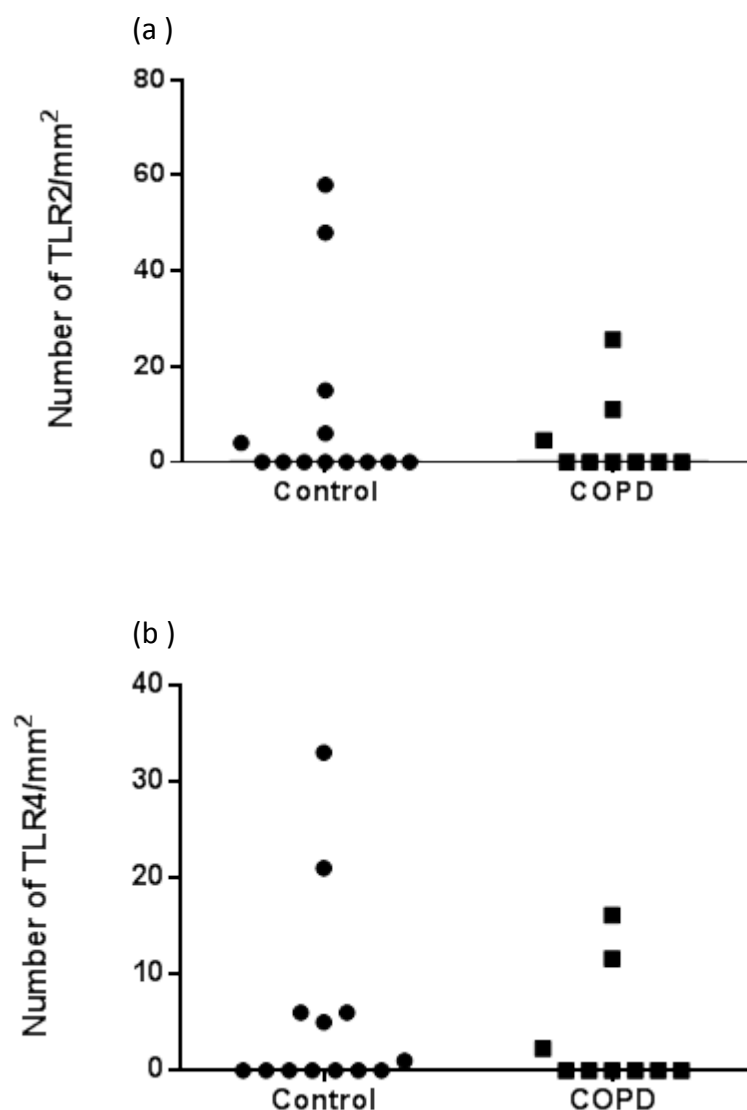 (a )
Number of TLR2/mm²
80
60
40
20
0
Control COPD
(b )
Number of TLR4/mm²
40
30
20
10
0
Control COPD